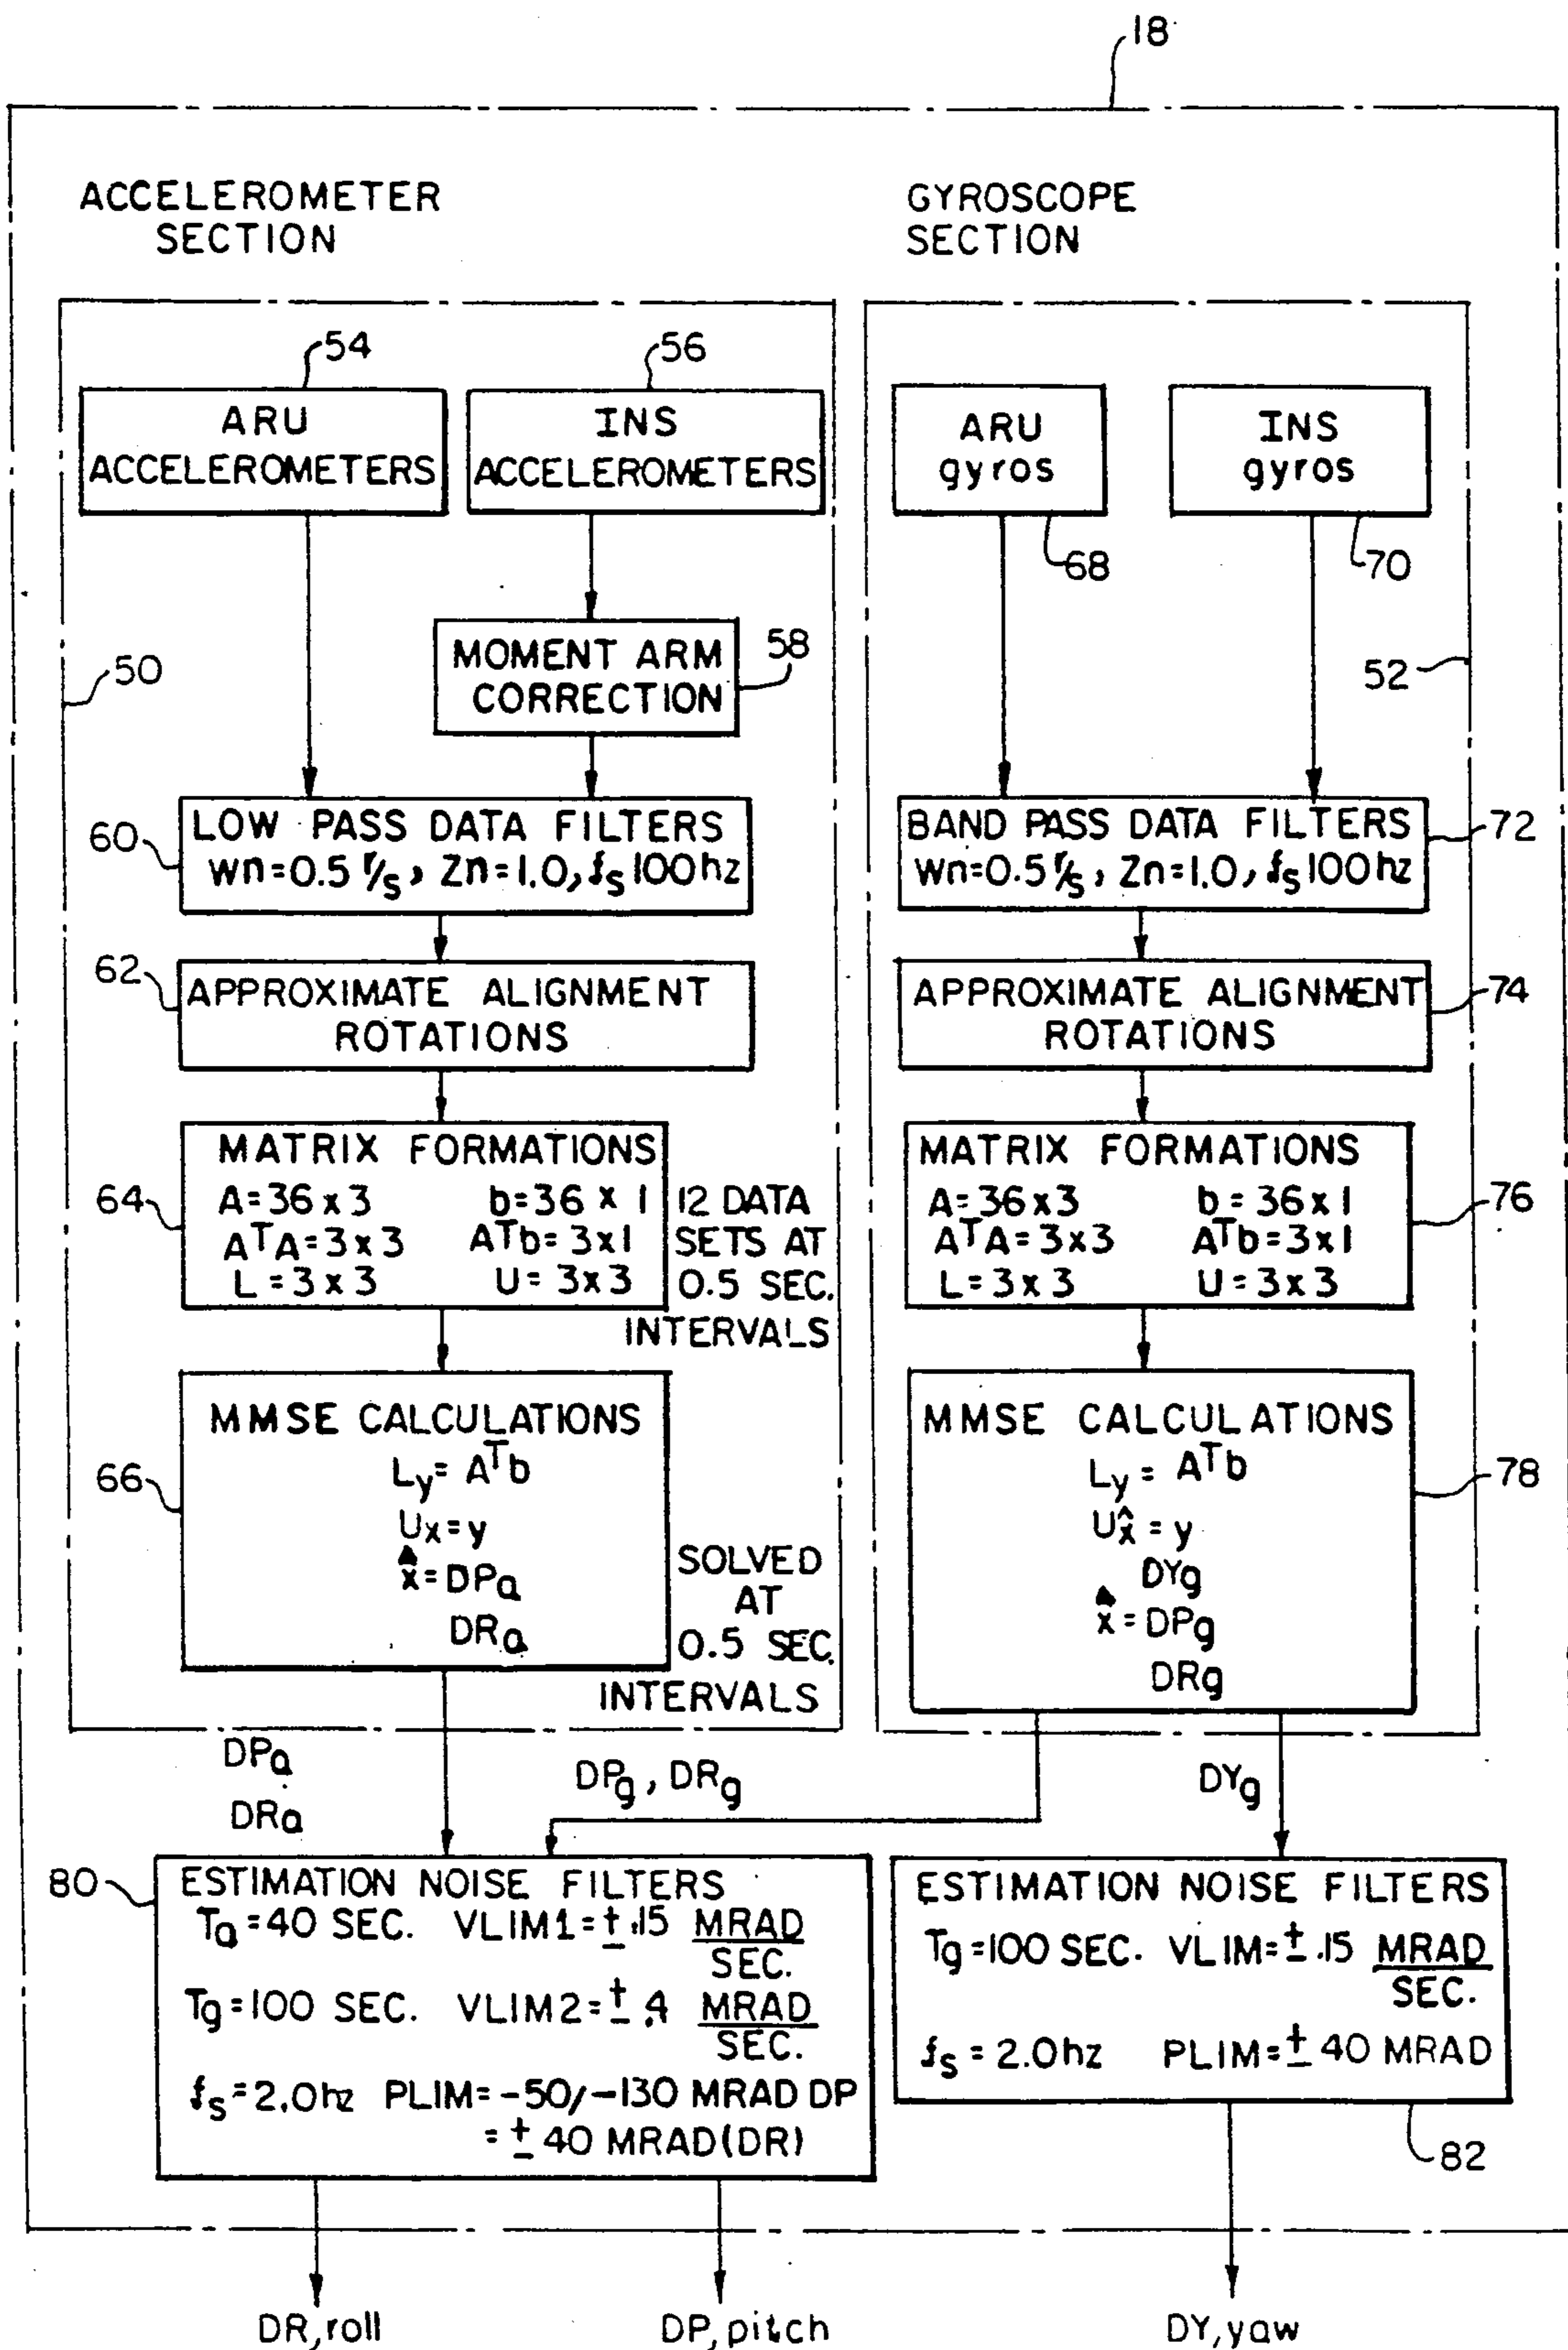 18
ACCELEROMETER
SECTION
GYROSCOPE
SECTION
54
ARU
ACCELEROMETERS
56
INS
ACCELEROMETERS
ARU
gyros
68
INS
gyros
70
50
MOMENT ARM
CORRECTION
58
52
60
LOW PASS DATA FILTERS
Wn=0.5 r/s, Zn=1.0, fs 100hz
BAND PASS DATA FILTERS
Wn=0.5 r/s, Zn=1.0, fs 100hz
72
62
APPROXIMATE ALIGNMENT
ROTATIONS
APPROXIMATE ALIGNMENT
ROTATIONS
74
64
MATRIX FORMATIONS
A=36 x 3 b=36 x 1
AᵀA=3 x 3 Aᵀb=3x1
L=3 x 3 U=3x3
12 DATA
SETS AT
0.5 SEC.
INTERVALS
MATRIX FORMATIONS
A=36x3 b=36x1
AᵀA=3x3 Aᵀb=3x1
L=3x3 U=3x3
76
66
MMSE CALCULATIONS
Ly=Aᵀb
Ux=y
x̂=DPa
DRa
SOLVED
AT
0.5 SEC.
INTERVALS
MMSE CALCULATIONS
Ly=Aᵀb
Ux̂=y
DYg
x̂=DPg
DRg
78
DPa
DRa
DPg, DRg
DYg
80
ESTIMATION NOISE FILTERS
Ta=40 SEC. VLIM1=±.15 MRAD/SEC.
Tg=100 SEC. VLIM2=±.4 MRAD/SEC.
fs=2.0hz PLIM=-50/-130 MRAD DP
=±40 MRAD(DR)
ESTIMATION NOISE FILTERS
Tg=100 SEC. VLIM=±.15 MRAD/SEC.
fs=2.0hz PLIM=±40 MRAD
82
DR,roll
DP,pitch
DY,yaw